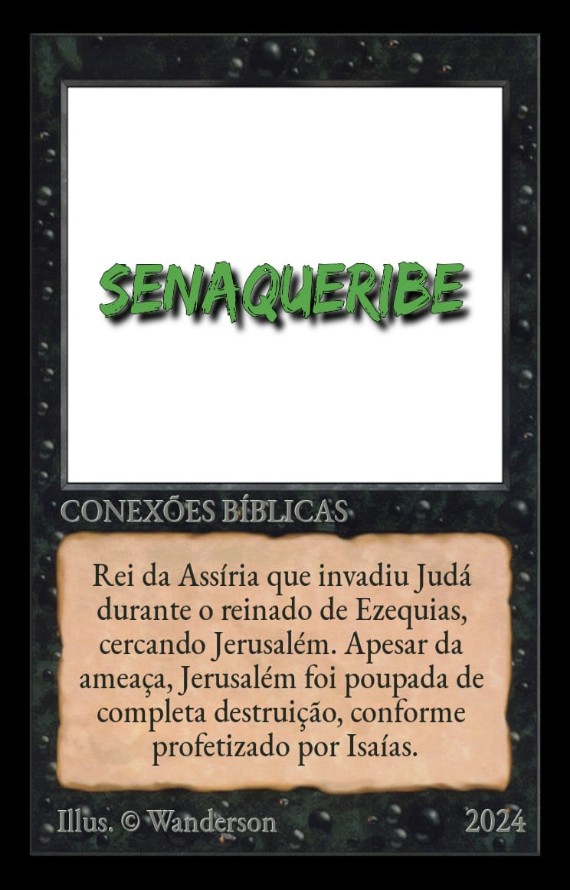 SENAQUERIBE
CONEXÕES BÍBLICAS
Rei da Assíria que invadiu Judá
durante o reinado de Ezequias,
cercando Jerusalém. Apesar da
ameaça, Jerusalém foi poupada de
completa destruição, conforme
profetizado por Isaías.
Illus. © Wanderson 2024